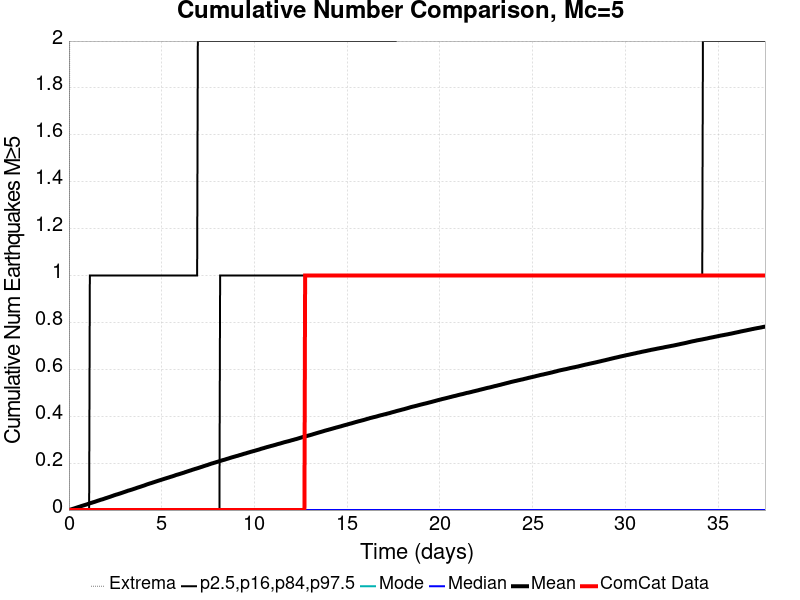 Cumulative Number Comparison, Mc=5
Cumulative Num Earthquakes M≥5
2
1.8
1.6
1.4
1.2
1
0.8
0.6
0.4
0.2
0
0 5 10 15 20 25 30 35
Time (days)
Extrema p2.5,p16,p84,p97.5 Mode Median Mean ComCat Data